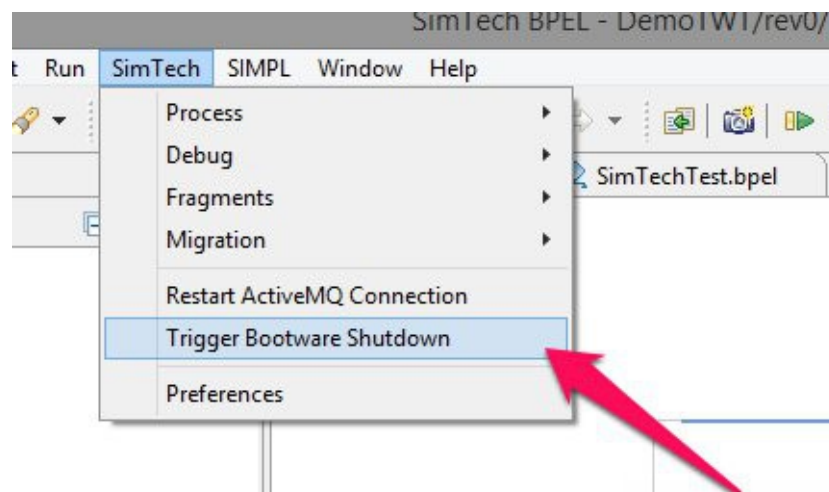 SimTech BPEL - DemoTWT/rev0/
t Run SimTech SIMPL Window Help
Process
Debug
SimTechTest.bpel
Fragments
Migration
Restart ActiveMQ Connection
Trigger Bootware Shutdown
Preferences